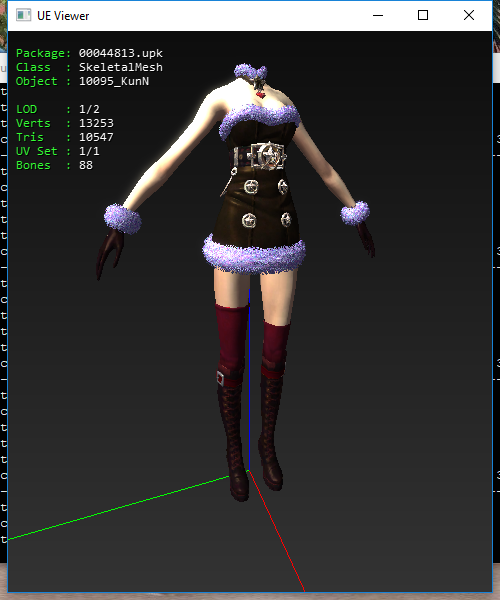 UE Viewer
Package: 00044813.upk
Class : SkeletalMesh
Object : 10095_KunN
LOD : 1/2
Verts : 13253
Tris : 10547
UV Set : 1/1
Bones : 88